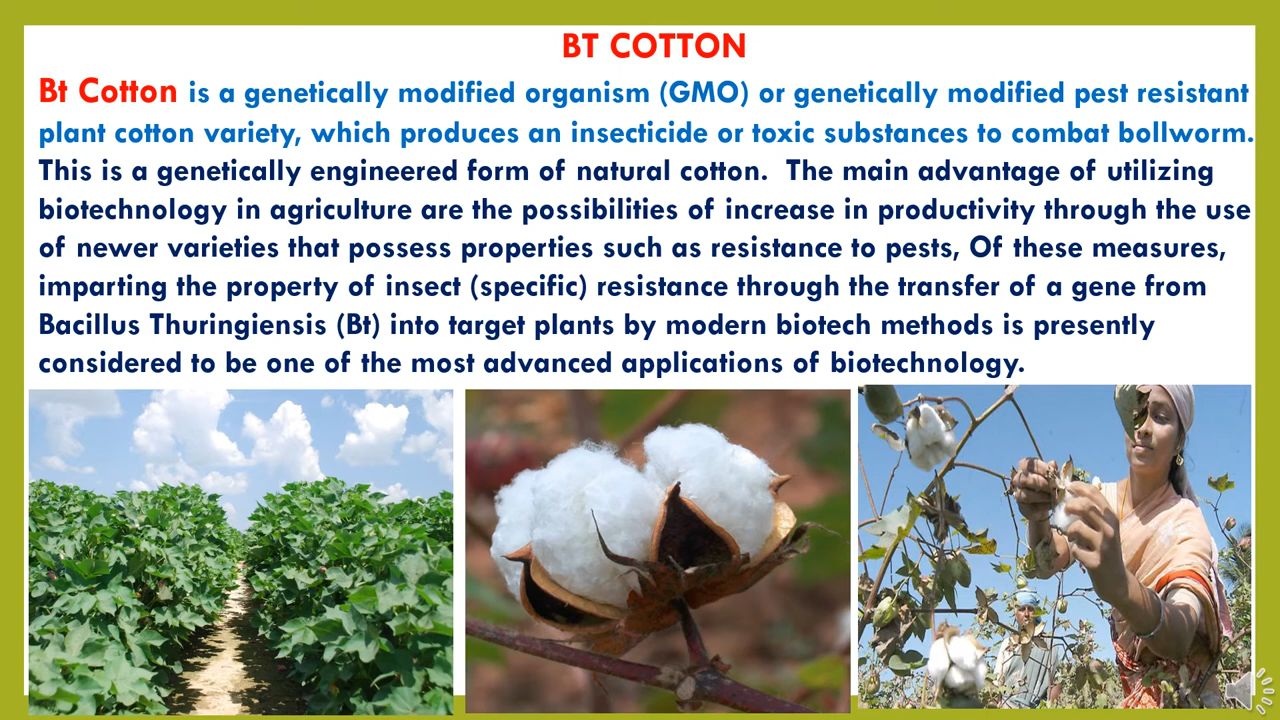 BT COTTON
Bt Cotton is a genetically modified organism (GMO) or genetically modified pest resistant
plant cotton variety, which produces an insecticide or toxic substances to combat bollworm.
This is a genetically engineered form of natural cotton.  The main advantage of utilizing
biotechnology in agriculture are the possibilities of increase in productivity through the use
of newer varieties that possess properties such as resistance to pests, Of these measures,
imparting the property of insect (specific) resistance through the transfer of a gene from
Bacillus Thuringiensis (Bt) into target plants by modern biotech methods is presently
considered to be one of the most advanced applications of biotechnology.